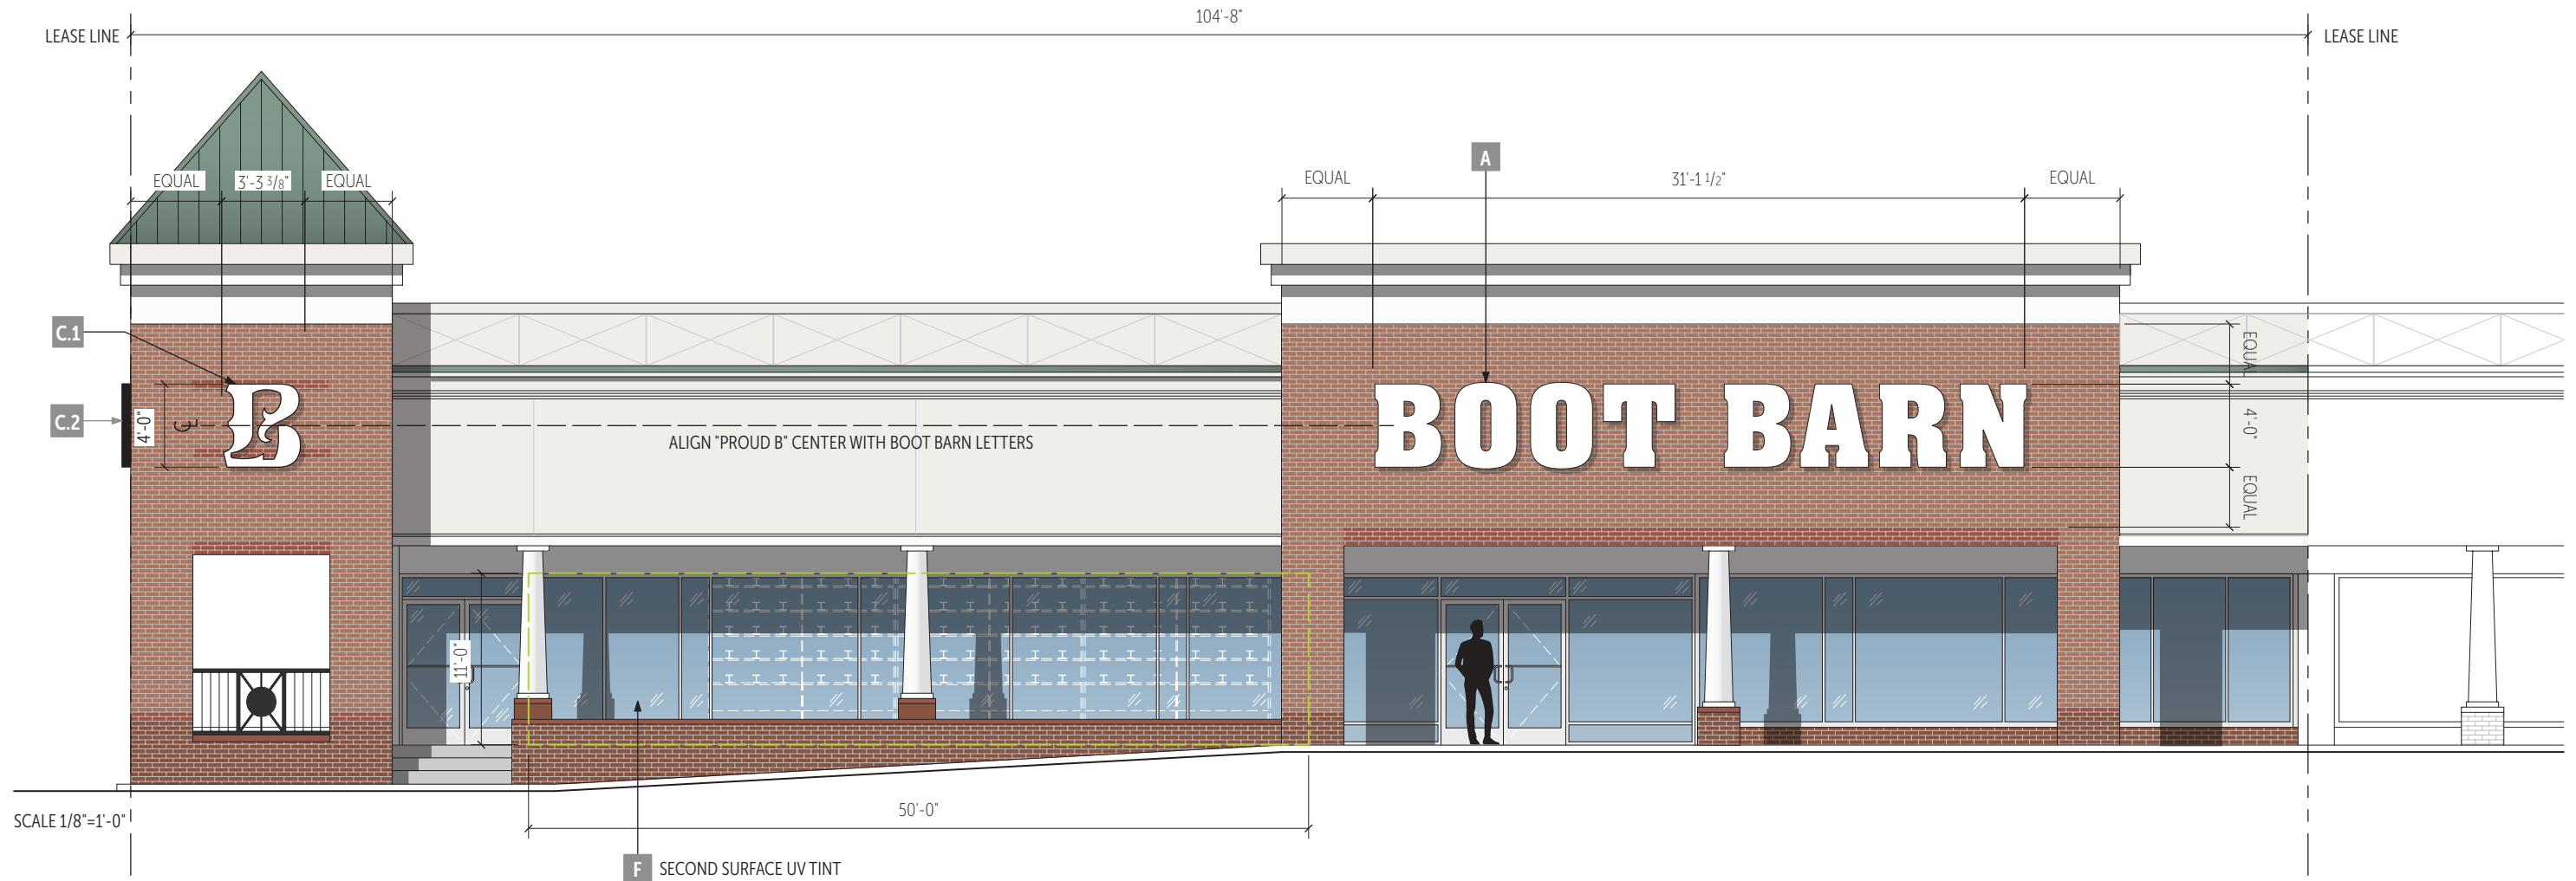 104'-8"
LEASE LINE
LEASE LINE
A
EQUAL
3'-3 3/8"
EQUAL
EQUAL
31'-1 1/2"
EQUAL
C.1
C.2
4'-0"
B
ALIGN "PROUD B" CENTER WITH BOOT BARN LETTERS
BOOT BARN
EQUAL
4'-0"
EQUAL
11'-0"
50'-0"
SCALE 1/8"=1'-0"
F SECOND SURFACE UV TINT